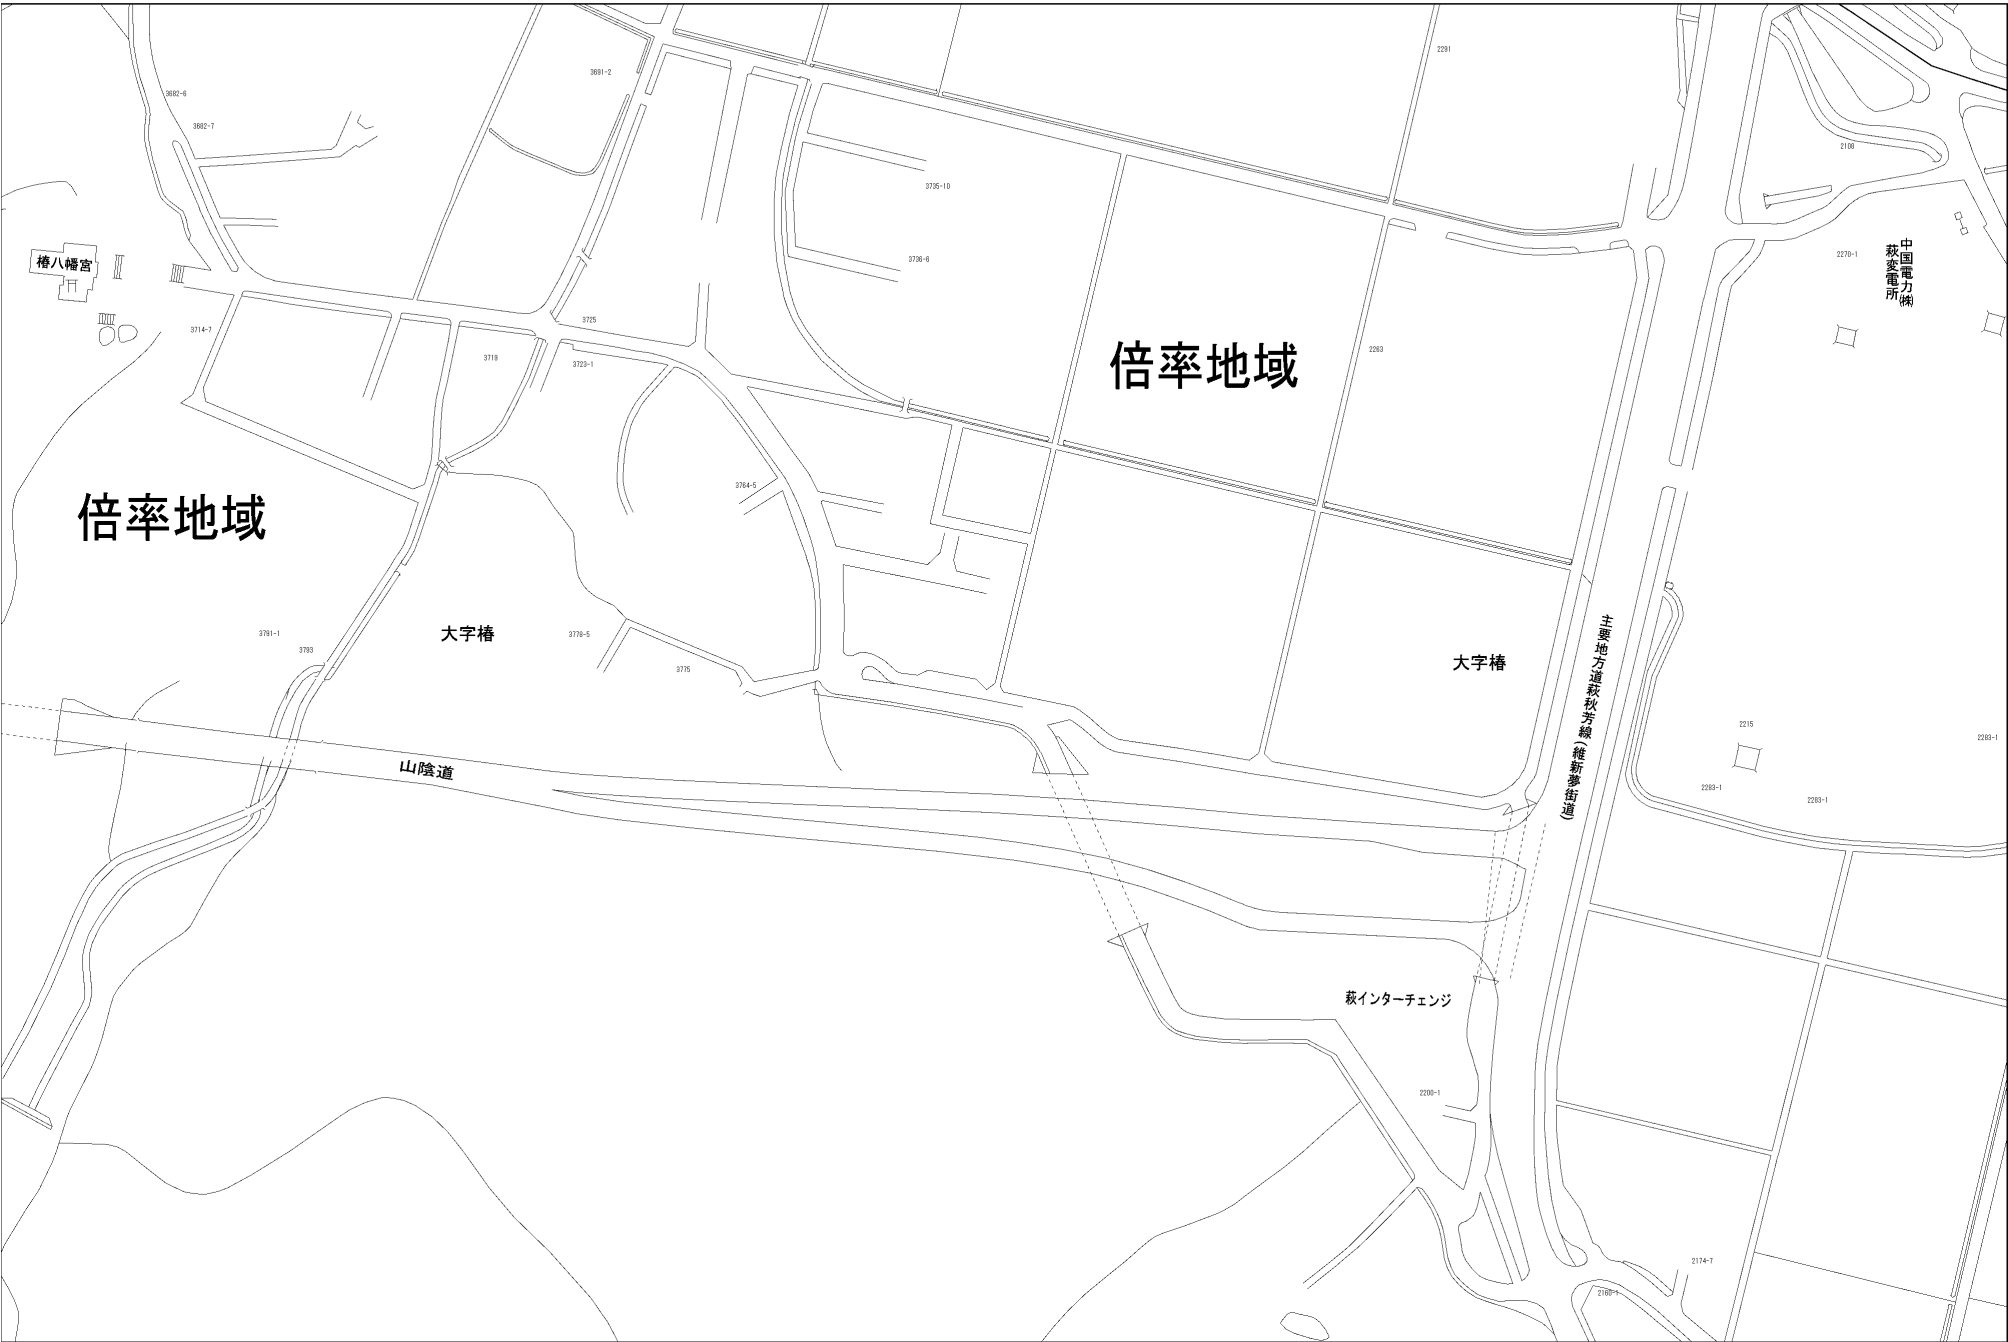 2291
3691-2
3682-6
3682-7
2108
3735-10
中国電力㈱
萩変電所
2270-1
3736-6
椿八幡宮
3725
3714-7
2263
3719
3723-1
倍率地域
3764-5
倍率地域
3791-1
3793
大字椿
3778-5
3775
大字椿
主要地方道萩秋芳線(維新夢街道)
2215
2283-1
山陰道
2283-1
2283-1
萩インターチェンジ
2200-1
2174-7
2160-1